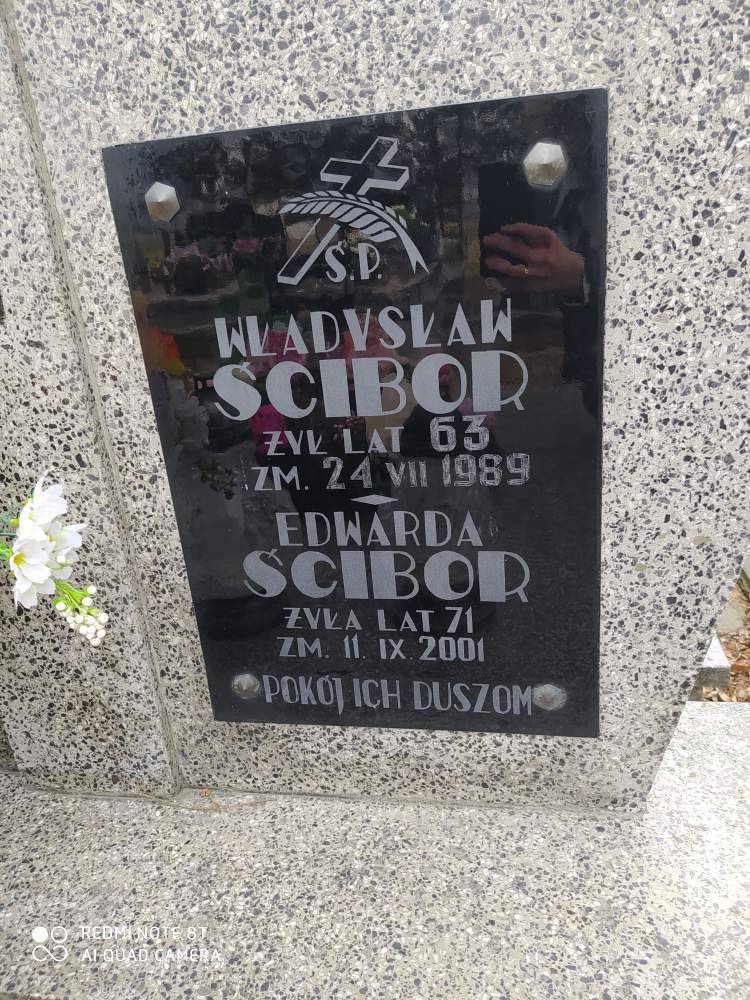 Ś.P.
WŁADYSŁAW
ŚCIBOR
ŻYŁ LAT 63
ZM. 24 VII 1989
EDWARDA
ŚCIBOR
ŻYŁA LAT 71
ZM. 11. IX. 2001
POKÓJ ICH DUSZOM
REDMI NOTE 8T
AI QUAD CAMERA